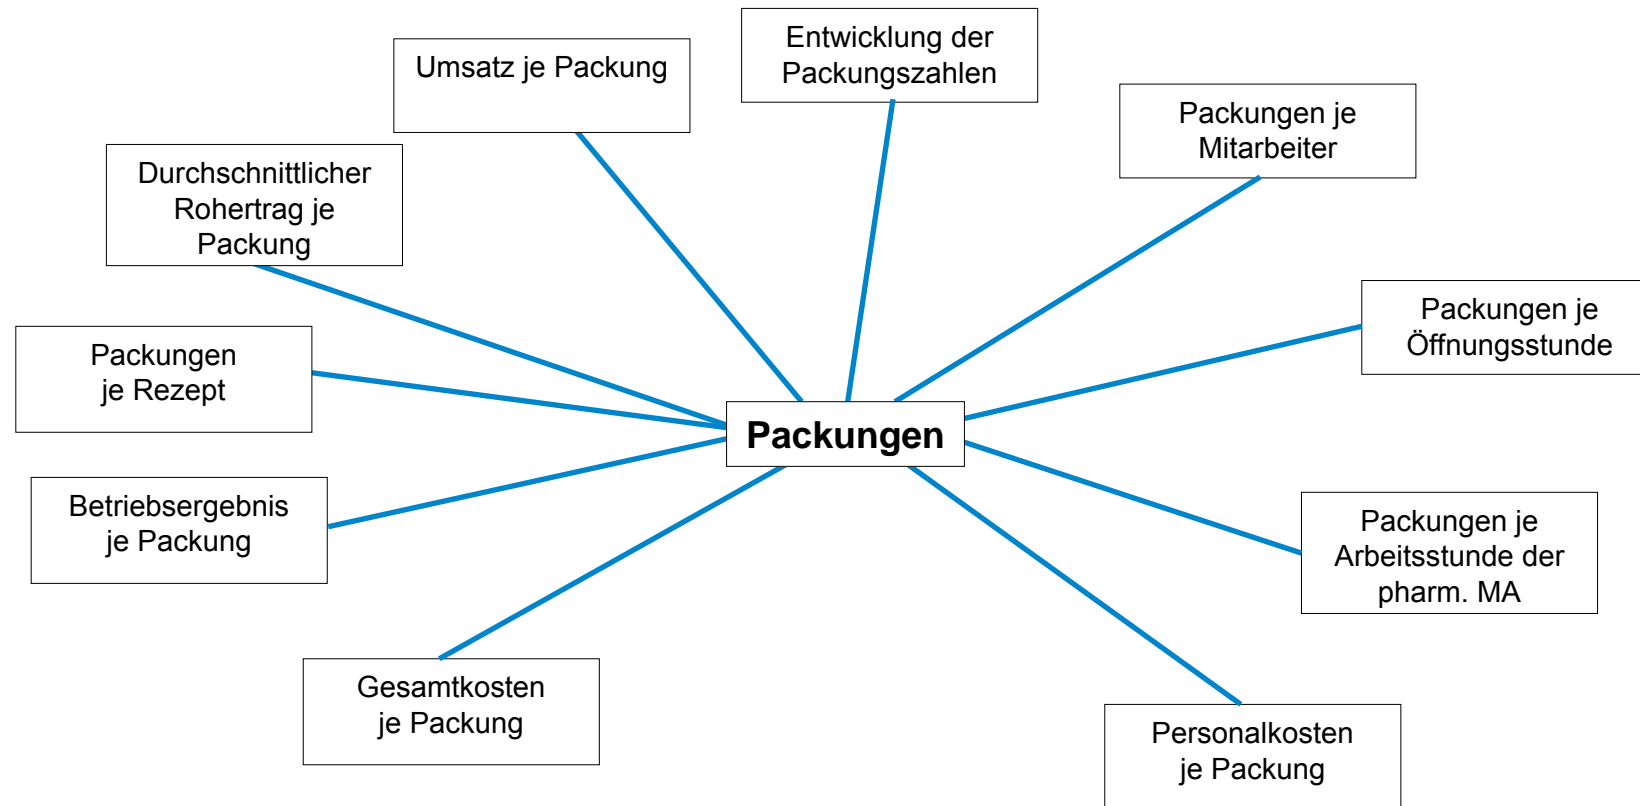 Entwicklung der
Packungszahlen
Umsatz je Packung
Packungen je
Mitarbeiter
Durchschnittlicher
Rohertrag je
Packung
Packungen je
Öffnungsstunde
Packungen
je Rezept
Packungen
Betriebsergebnis
je Packung
Packungen je
Arbeitsstunde der
pharm. MA
Gesamtkosten
je Packung
Personalkosten
je Packung